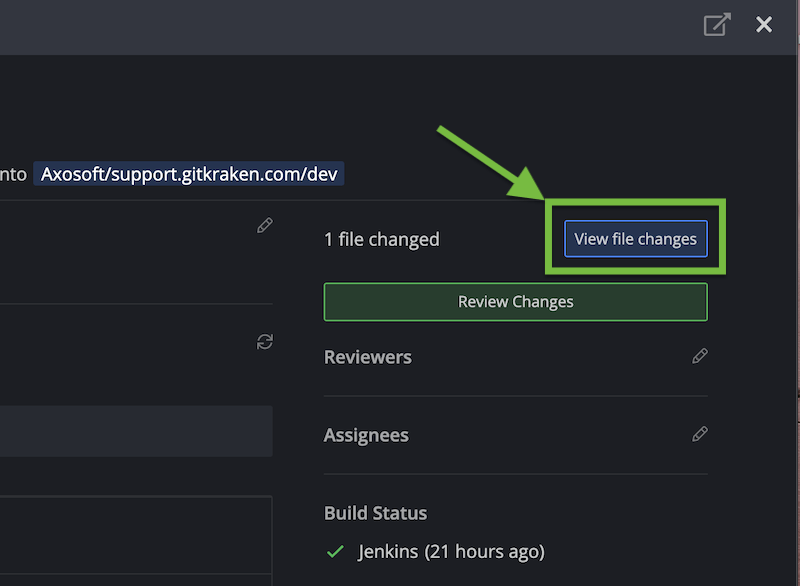 nto Axosoft/support.gitkraken.com/dev
1 file changed
View file changes
Review Changes
Reviewers
Assignees
Build Status
Jenkins (21 hours ago)